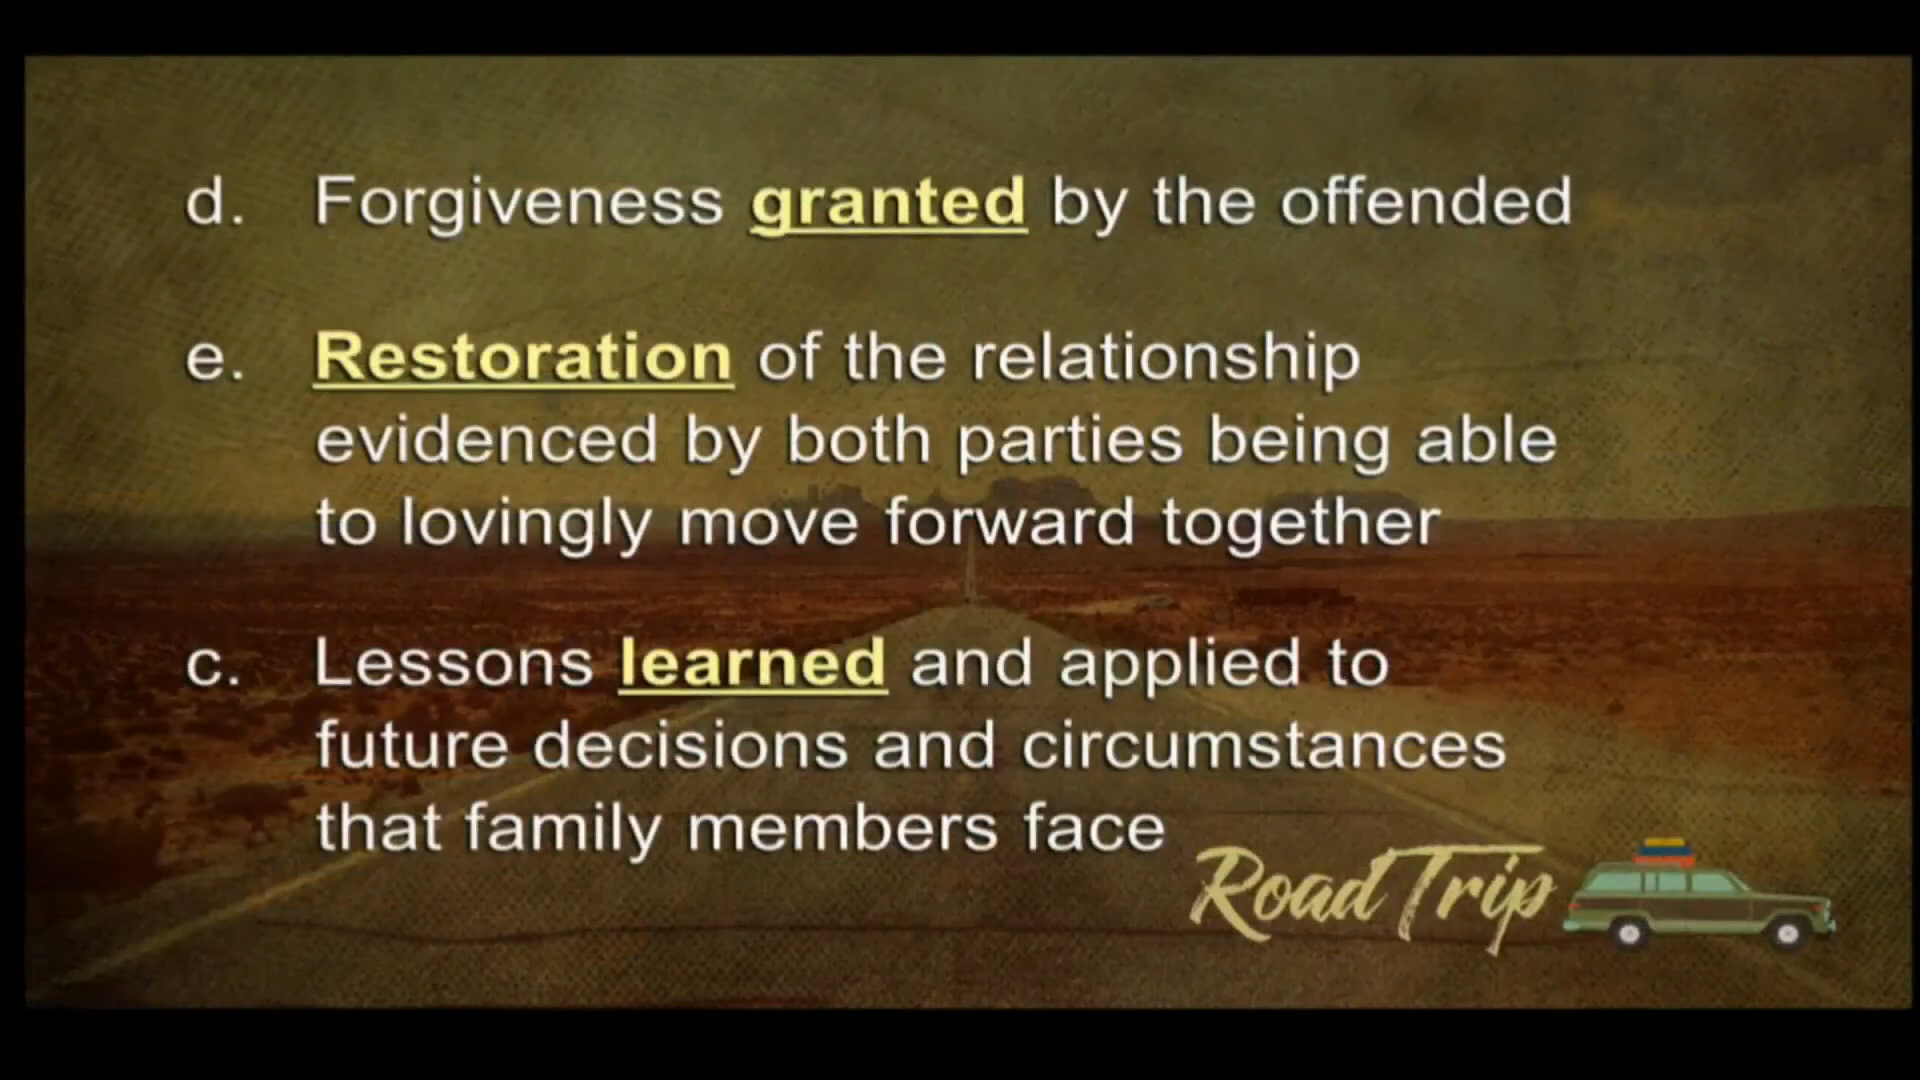 d. Forgiveness granted by the offended
e. Restoration of the relationship
evidenced by both parties being able
to lovingly move forward together
c. Lessons learned and applied to
future decisions and circumstances
that family members face
Road Trip